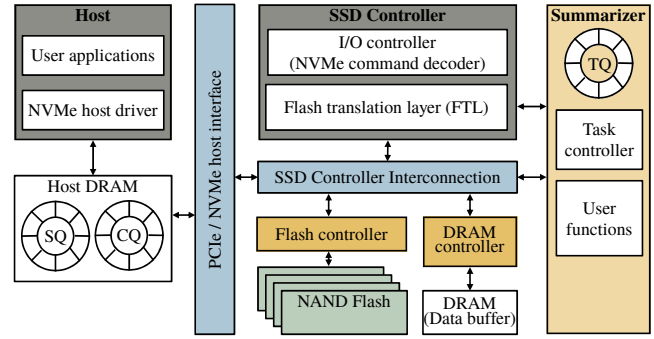 Host
User applications
NVMe host driver
Host DRAM
SQ
CQ
PCIe / NVMe host interface
SSD Controller
I/O controller
(NVMe command decoder)
Flash translation layer (FTL)
SSD Controller Interconnection
Flash controller
NAND Flash
DRAM
controller
DRAM
(Data buffer)
Summarizer
TQ
Task
controller
User
functions